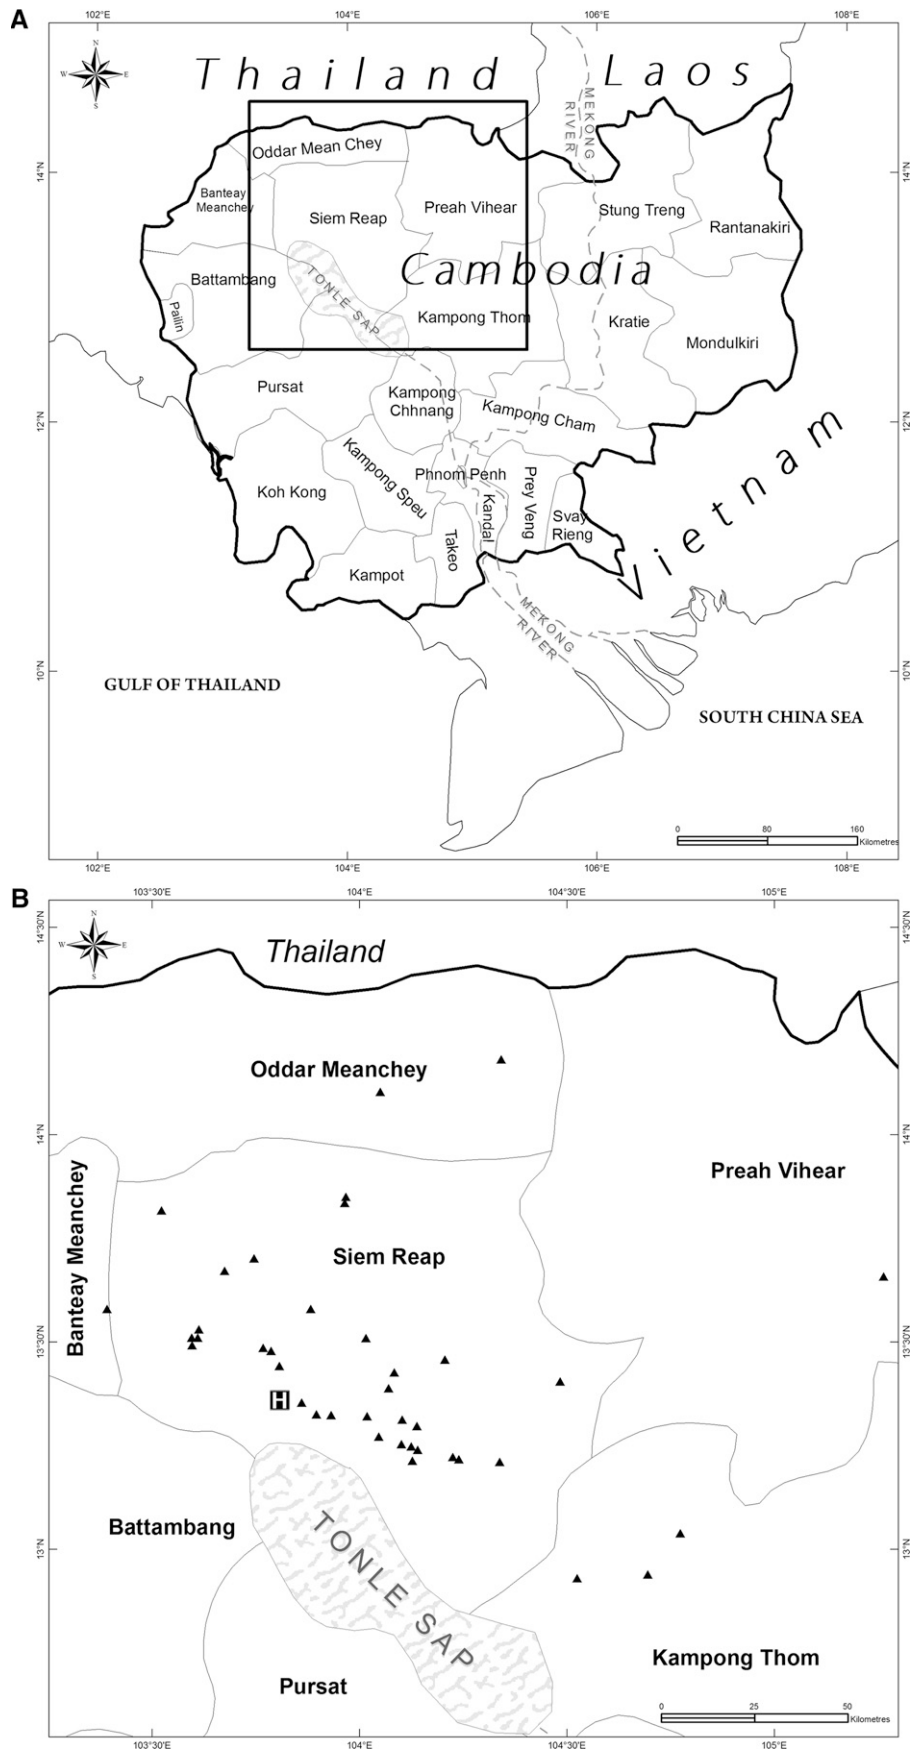 A
102°E 104°E 106°E 108°E
N
W E
S
Thailand Laos
MEKONG
RIVER
14°N 14°N
Oddar Mean Chey
Banteay
Meanchey
Siem Reap
Preah Vihear
Stung Treng
Rantanakiri
Cambodia
Battambang
TONLE SAP
Pailin
Kampong Thom
Kratie
Mondulkiri
Pursat
Kampong
Chhnang
Kampong Cham
12°N 12°N
Vietnam
Kampong Speu
Phnom Penh
Koh Kong
Kandal
Prey Veng
Svay
Rieng
Takeo
Kampot
MEKONG
RIVER
10°N 10°N
GULF OF THAILAND
SOUTH CHINA SEA
0 80 160
Kilometres
102°E 104°E 106°E 108°E
B
103°30'E 104°E 104°30'E 105°E
14°30'N 14°30'N
N
W E
S
Thailand
Oddar Meanchey
14°N 14°N
Preah Vihear
Banteay Meanchey
Siem Reap
13°30'N 13°30'N
H
Battambang
TONLE SAP
13°N 13°N
Kampong Thom
Pursat
0 25 50
Kilometres
103°30'E 104°E 104°30'E 105°E